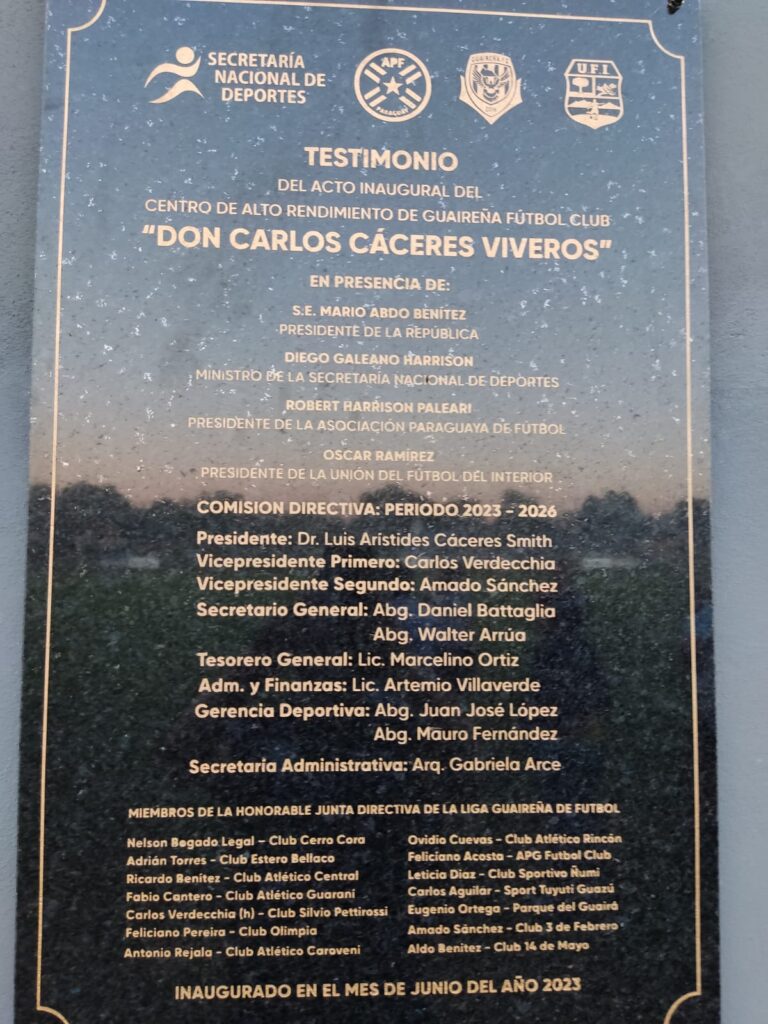 SECRETARÍA
NACIONAL DE
DEPORTES
APF
PARAGUAY
GUAIREÑA F.C.
U.F.I.
TESTIMONIO
DEL ACTO INAUGURAL DEL
CENTRO DE ALTO RENDIMIENTO DE GUAIREÑA FÚTBOL CLUB
“DON CARLOS CÁCERES VIVEROS”
EN PRESENCIA DE:
S.E. MARIO ABDO BENÍTEZ
PRESIDENTE DE LA REPÚBLICA
DIEGO GALEANO HARRISON
MINISTRO DE LA SECRETARÍA NACIONAL DE DEPORTES
ROBERT HARRISON PALEARI
PRESIDENTE DE LA ASOCIACIÓN PARAGUAYA DE FÚTBOL
OSCAR RAMÍREZ
PRESIDENTE DE LA UNIÓN DEL FÚTBOL DEL INTERIOR
COMISION DIRECTIVA: PERIODO 2023 - 2026
Presidente: Dr. Luis Aristides Cáceres Smith
Vicepresidente Primero: Carlos Verdecchia
Vicepresidente Segundo: Amado Sánchez
Secretario General: Abg. Daniel Battaglia
Abg. Walter Arrúa
Tesorero General: Lic. Marcelino Ortiz
Adm. y Finanzas: Lic. Artemio Villaverde
Gerencia Deportiva: Abg. Juan José López
Abg. Mauro Fernández
Secretaria Administrativa: Arq. Gabriela Arce
MIEMBROS DE LA HONORABLE JUNTA DIRECTIVA DE LA LIGA GUAIREÑA DE FUTBOL
Nelson Bogado Legal – Club Cerro Cora
Adrián Torres - Club Estero Bellaco
Ricardo Benítez - Club Atlético Central
Fabio Cantero - Club Atlético Guaraní
Carlos Verdecchia (h) - Club Silvio Pettirossi
Feliciano Pereira - Club Olimpia
Antonio Rejala - Club Atlético Caroveni
Ovidio Cuevas - Club Atlético Rincón
Feliciano Acosta - APG Futbol Club
Leticia Diaz - Club Sportivo Ñumi
Carlos Aguilar - Sport Tuyuti Guazú
Eugenio Ortega - Parque del Guairá
Amado Sánchez - Club 3 de Febrero
Aldo Benítez - Club 14 de Mayo
INAUGURADO EN EL MES DE JUNIO DEL AÑO 2023